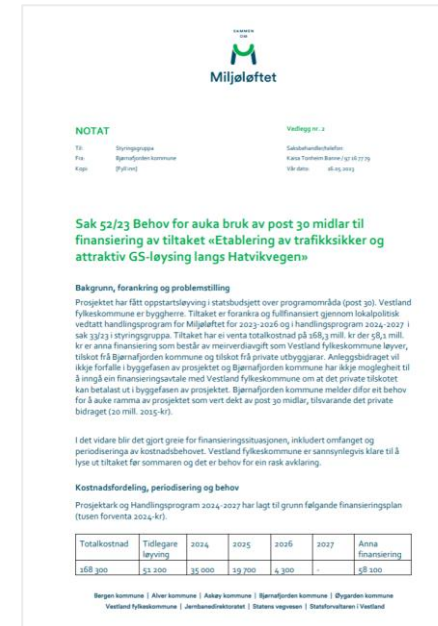 SAMMEN
OM
Miljøløftet
NOTAT
Vedlegg nr. 2
Til: Styringsgruppa
Saksbehandler/telefon:
Fra: Bjørnafjorden kommune
Kaisa Tonheim Banne / 97 16 77 79
Kopi: [Fyll inn]
Vår dato: 16.05.2023
Sak 52/23 Behov for auka bruk av post 30 midlar til
finansiering av tiltaket «Etablering av trafikksikker og
attraktiv GS-løysing langs Hatvikvegen»
Bakgrunn, forankring og problemstilling
Prosjektet har fått oppstartsløyving i statsbudsjett over programområda (post 30). Vestland
fylkeskommune er byggherre. Tiltaket er forankra og fullfinansiert gjennom lokalpolitisk
vedtatt handlingsprogram for Miljøløftet for 2023-2026 og i handlingsprogram 2024-2027 i
sak 33/23 i styringsgruppa. Tiltaket har ei venta totalkostnad på 168,3 mill. kr der 58,1 mill.
kr er anna finansiering som består av meirverdiavgift som Vestland fylkeskommune løyver,
tilskot frå Bjørnafjorden kommune og tilskot frå private utbyggjarar. Anleggsbidraget vil
ikkje forfalle i byggefasen av prosjektet og Bjørnafjorden kommune har ikkje moglegheit til
å inngå ein finansieringsavtale med Vestland fylkeskommune om at det private tilskotet
kan betalast ut i byggefasen av prosjektet. Bjørnafjorden kommune melder difor eit behov
for å auke ramma av prosjektet som vert dekt av post 30 midlar, tilsvarande det private
bidraget (20 mill. 2015-kr).
I det vidare blir det gjort greie for finansieringssituasjonen, inkludert omfanget og
periodiseringa av kostnadsbehovet. Vestland fylkeskommune er sannsynlegvis klare til å
lyse ut tiltaket før sommaren og det er behov for ein rask avklaring.
Kostnadsfordeling, periodisering og behov
Prosjektark og Handlingsprogram 2024-2027 har lagt til grunn følgande finansieringsplan
(tusen forventa 2024-kr).
Totalkostnad Tidlegare løyving 2024 2025 2026 2027 Anna finansiering
168 300 51 200 35 000 19 700 4 300 - 58 100
Bergen kommune | Alver kommune | Askøy kommune | Bjørnafjorden kommune | Øygarden kommune
Vestland fylkeskommune | Jernbanedirektoratet | Statens vegvesen | Statsforvaltaren i Vestland